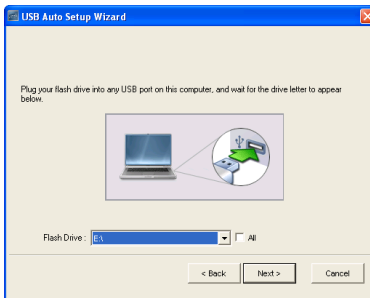 USB Auto Setup Wizard
Plug your flash drive into any USB port on this computer, and wait for the drive letter to appear
below.
Flash Drive : E:\ All
< Back Next > Cancel